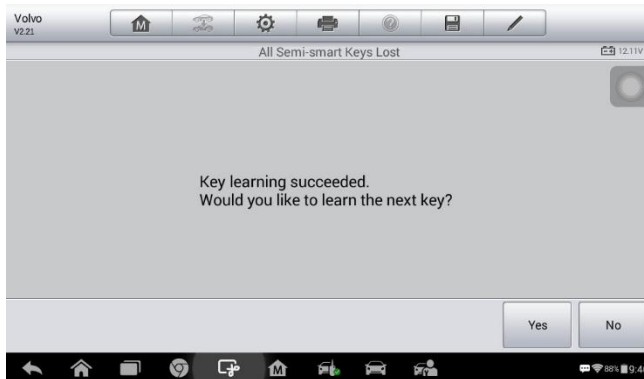 Volvo
V2.21
All Semi-smart Keys Lost
12.11V
Key learning succeeded.
Would you like to learn the next key?
Yes
No
88%